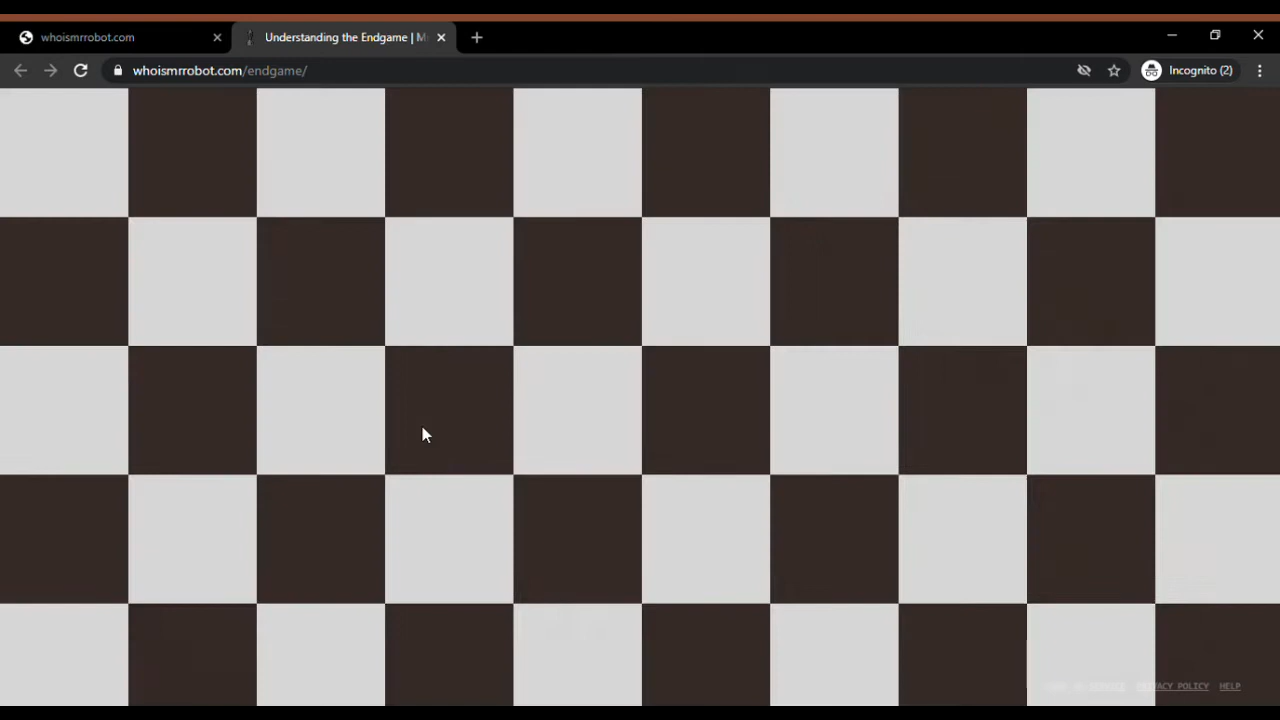 whoismrrobot.com
Understanding the Endgame | M
whoismrrobot.com/endgame/
Incognito (2)
PRIVACY POLICY HELP